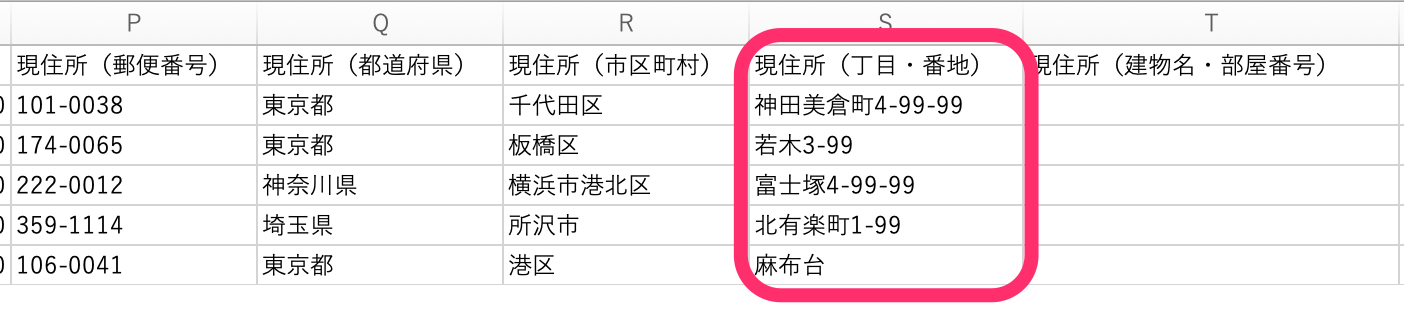 P Q R S T
現住所（郵便番号） 現住所（都道府県） 現住所（市区町村） 現住所（丁目・番地） 現住所（建物名・部屋番号）
0 101-0038 東京都 千代田区 神田美倉町4-99-99
0 174-0065 東京都 板橋区 若木3-99
0 222-0012 神奈川県 横浜市港北区 富士塚4-99-99
0 359-1114 埼玉県 所沢市 北有楽町1-99
0 106-0041 東京都 港区 麻布台